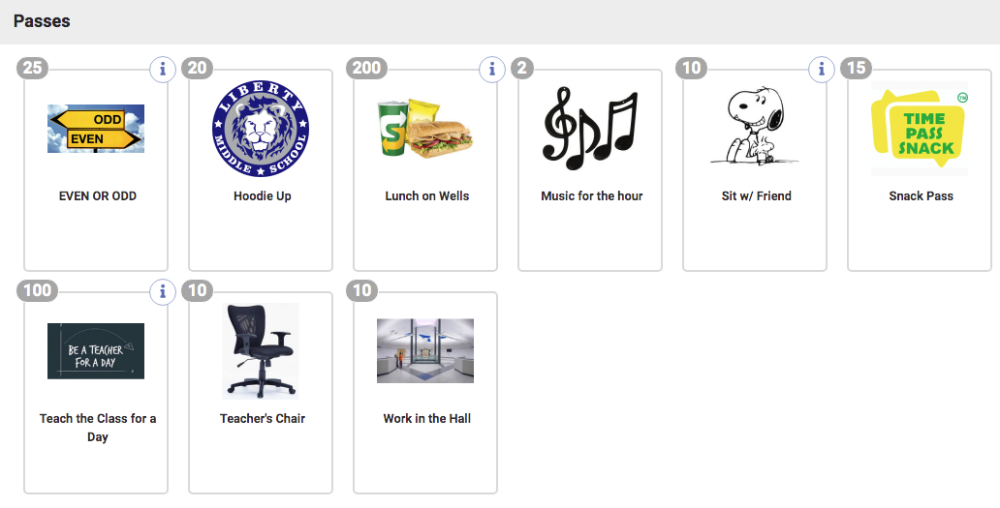 Passes
25
i
20
200
i
2
10
i
15
ODD
EVEN
LIBERTY
MIDDLE SCHOOL
S
TM
TIME
PASS
SNACK
EVEN OR ODD
Hoodie Up
Lunch on Wells
Music for the hour
Sit w/ Friend
Snack Pass
100
i
10
10
BE A TEACHER
FOR A DAY
Teach the Class for a
Day
Teacher's Chair
Work in the Hall